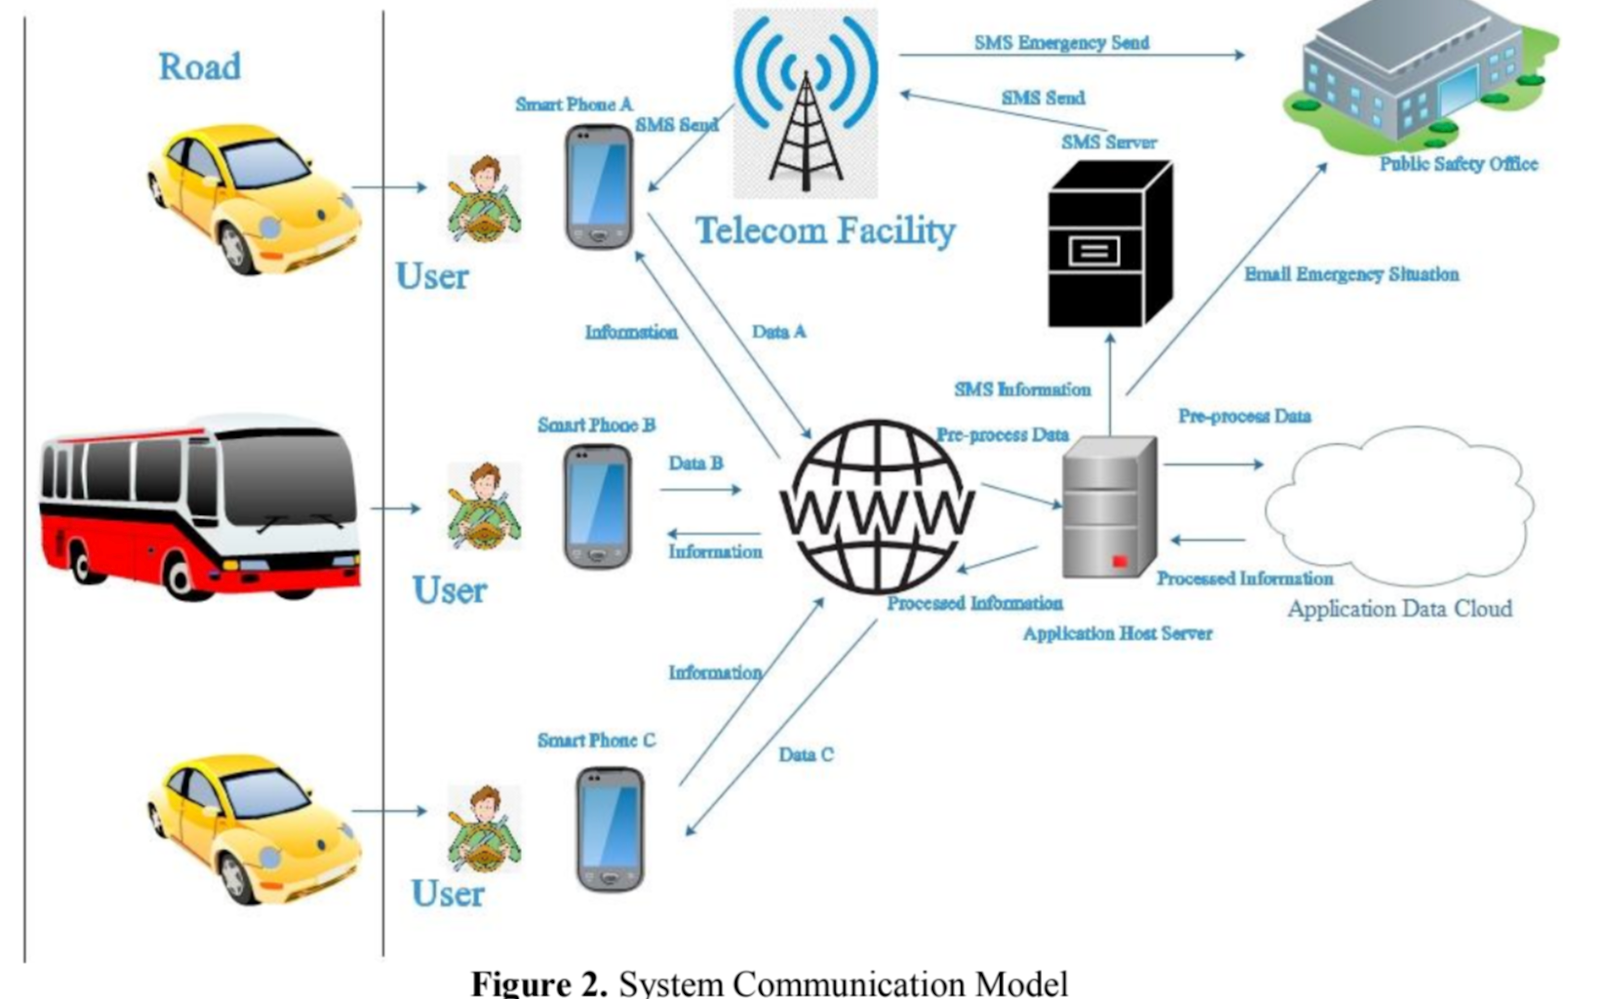 Road
SMS Emergency Send
SMS Send
Smart Phone A
SMS Send
SMS Server
Public Safety Office
Telecom Facility
User
Email Emergency Situation
Information
Data A
SMS Information
Pre-process Data
Smart Phone B
Pre-process Data
Data B
WWW
Information
Processed Information
User
Processed Information
Application Data Cloud
Application Host Server
Information
Smart Phone C
Data C
User
Figure 2. System Communication Model